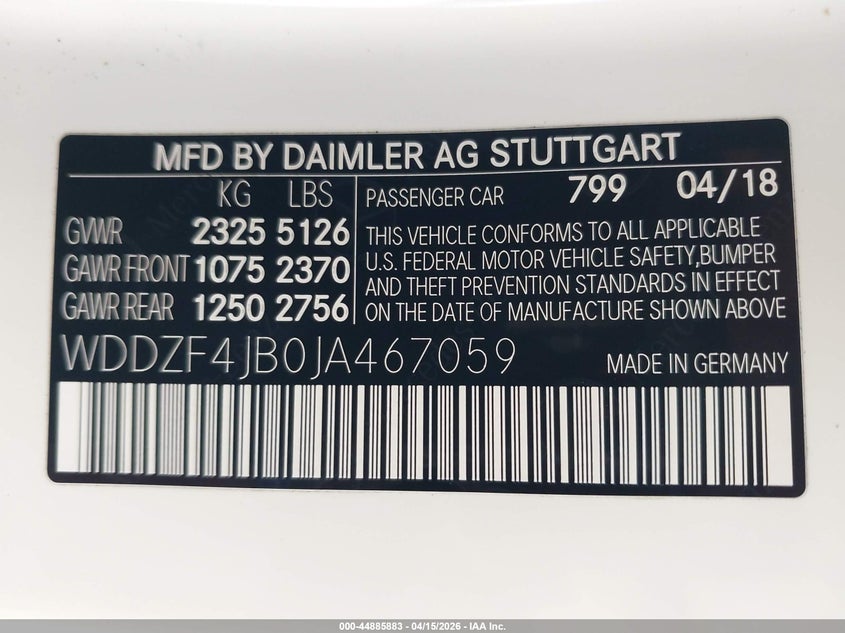 MFD BY DAIMLER AG STUTTGART
KG LBS
PASSENGER CAR 799 04/18
GVWR 2325 5126
GAWR FRONT 1075 2370
GAWR REAR 1250 2756
THIS VEHICLE CONFORMS TO ALL APPLICABLE
U.S. FEDERAL MOTOR VEHICLE SAFETY,BUMPER
AND THEFT PREVENTION STANDARDS IN EFFECT
ON THE DATE OF MANUFACTURE SHOWN ABOVE
WDDZF4JB0JA467059
MADE IN GERMANY
000-44885883 - 04/15/2026 - IAA Inc.